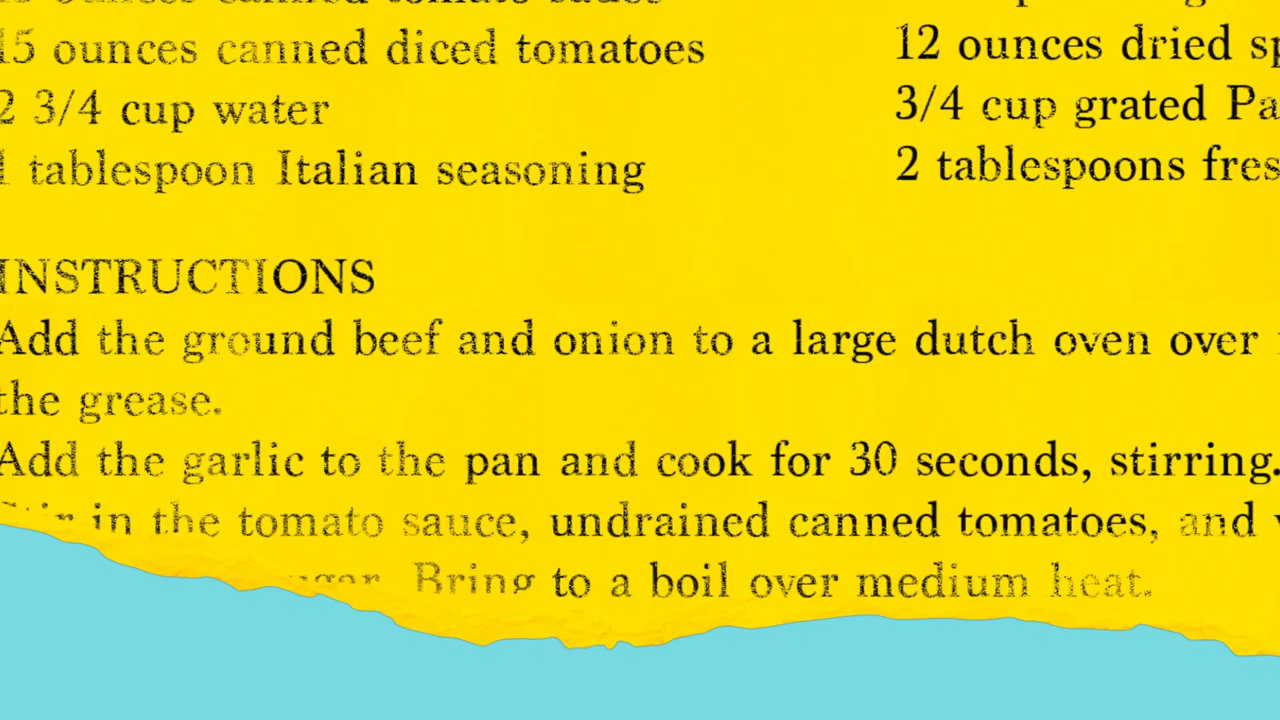 15 ounces canned diced tomatoes
2 3/4 cup water
1 tablespoon Italian seasoning
12 ounces dried
3/4 cup grated
2 tablespoons
INSTRUCTIONS
Add the ground beef and onion to a large dutch oven over
the grease.
Add the garlic to the pan and cook for 30 seconds, stirring.
in the tomato sauce, undrained canned tomatoes, and
Bring to a boil over medium heat.